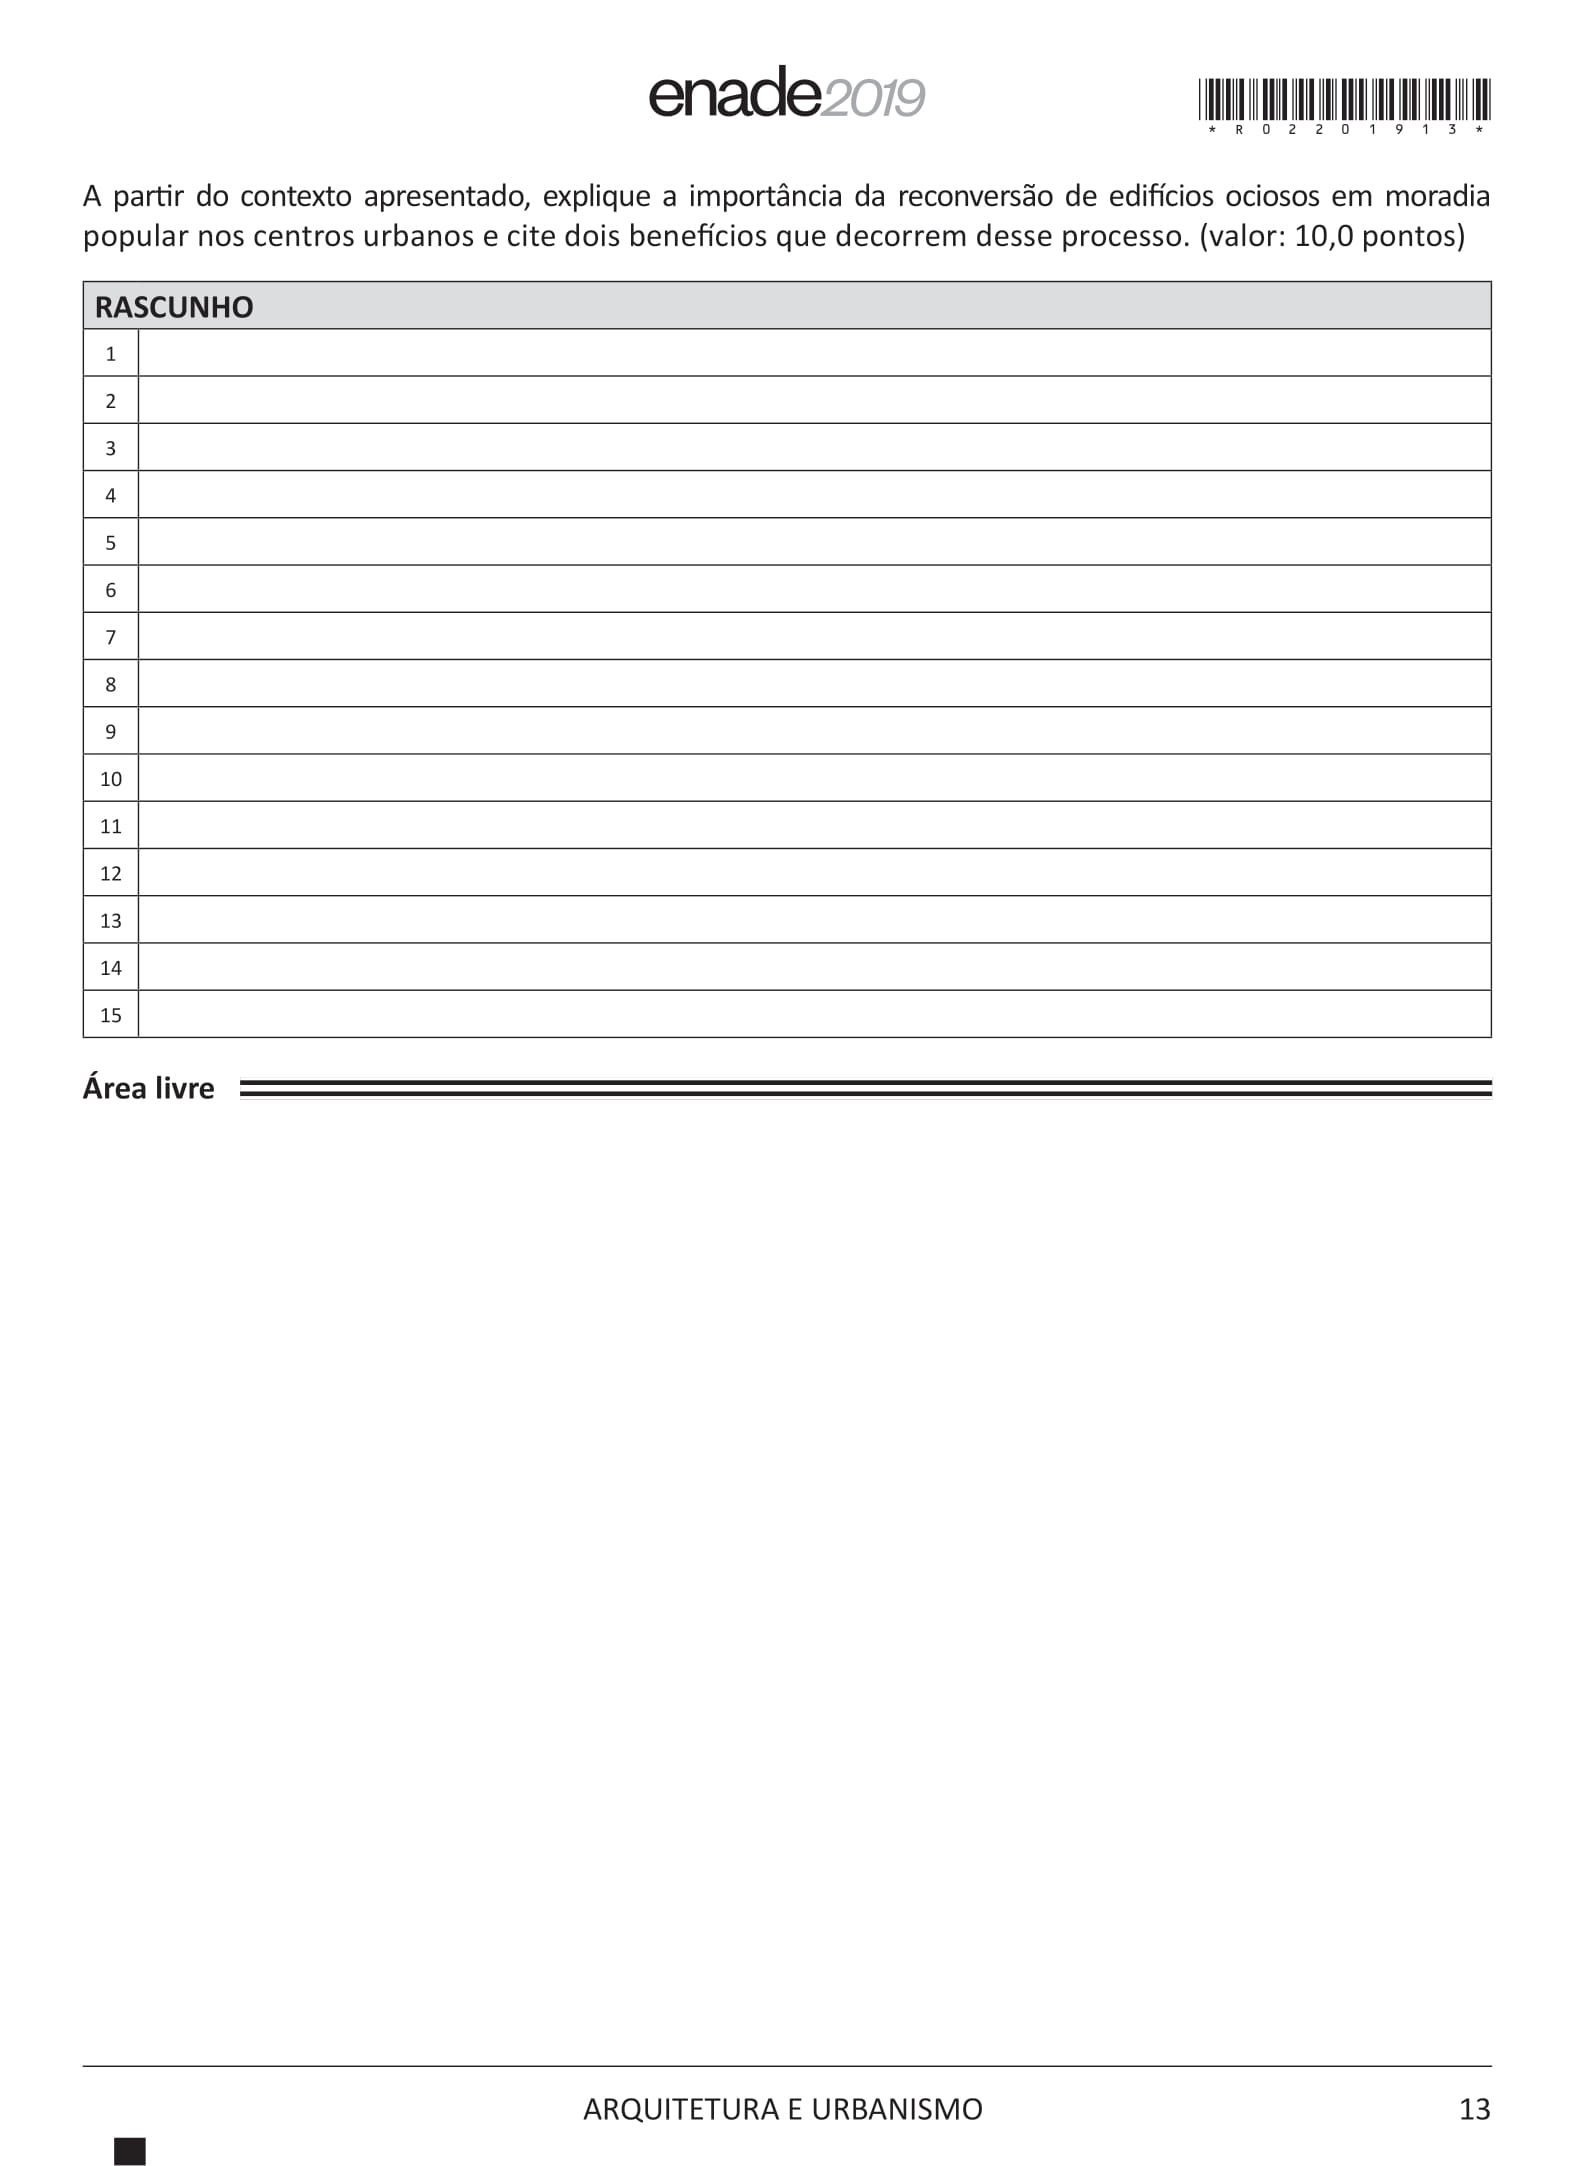 enade2019
* R 0 2 2 0 1 9 1 3 *
A partir do contexto apresentado, explique a importância da reconversão de edifícios ociosos em moradia
popular nos centros urbanos e cite dois benefícios que decorrem desse processo. (valor: 10,0 pontos)
RASCUNHO
1
2
3
4
5
6
7
8
9
10
11
12
13
14
15
Área livre
ARQUITETURA E URBANISMO
13